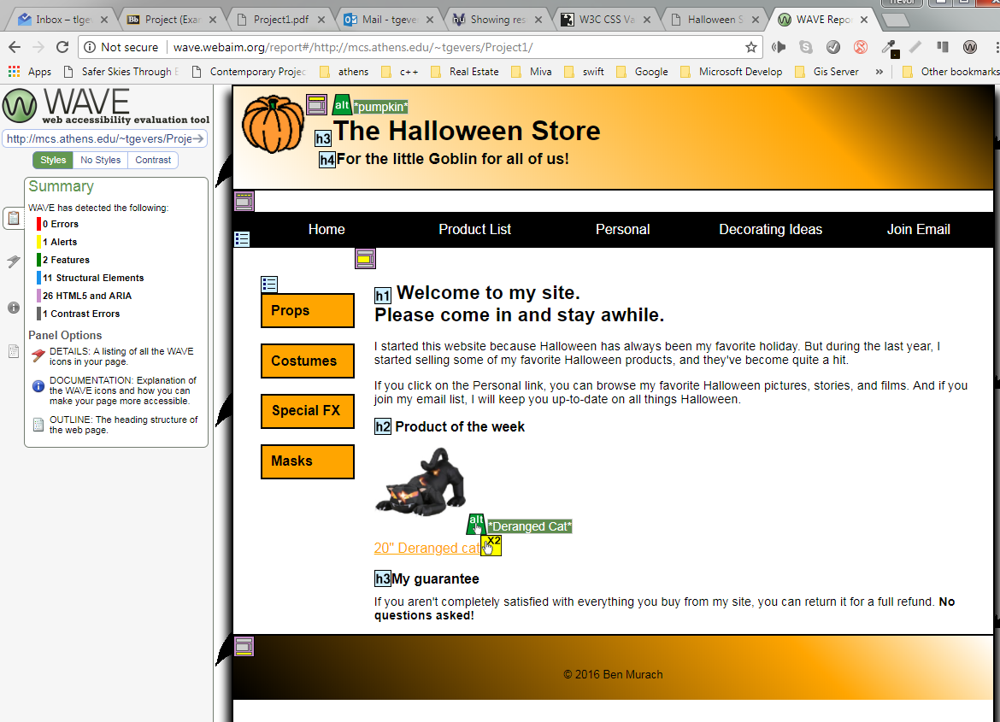 Trevor
Inbox – tlge
Project (Exa
Project1.pdf
Mail - tgeve
Showing res
W3C CSS Va
Halloween S
WAVE Repo
Not secure
wave.webaim.org/report#/http://mcs.athens.edu/~tgevers/Project1/
Apps
Safer Skies Through E
Contemporary Projec
athens
c++
Real Estate
Miva
swift
Google
Microsoft Develop
Gis Server
»
Other bookmarks
WAVE
web accessibility evaluation tool
http://mcs.athens.edu/~tgevers/Proje
Styles
No Styles
Contrast
Summary
WAVE has detected the following:
0 Errors
1 Alerts
2 Features
11 Structural Elements
26 HTML5 and ARIA
1 Contrast Errors
Panel Options
DETAILS: A listing of all the WAVE
icons in your page.
DOCUMENTATION: Explanation of
the WAVE icons and how you can
make your page more accessible.
OUTLINE: The heading structure of
the web page.
alt *pumpkin*
h3 The Halloween Store
h4 For the little Goblin for all of us!
Home
Product List
Personal
Decorating Ideas
Join Email
Props
Costumes
Special FX
Masks
h1 Welcome to my site.
Please come in and stay awhile.
I started this website because Halloween has always been my favorite holiday. But during the last year, I
started selling some of my favorite Halloween products, and they've become quite a hit.
If you click on the Personal link, you can browse my favorite Halloween pictures, stories, and films. And if you
join my email list, I will keep you up-to-date on all things Halloween.
h2 Product of the week
alt *Deranged Cat*
20" Deranged cat X2
h3 My guarantee
If you aren't completely satisfied with everything you buy from my site, you can return it for a full refund. No
questions asked!
© 2016 Ben Murach